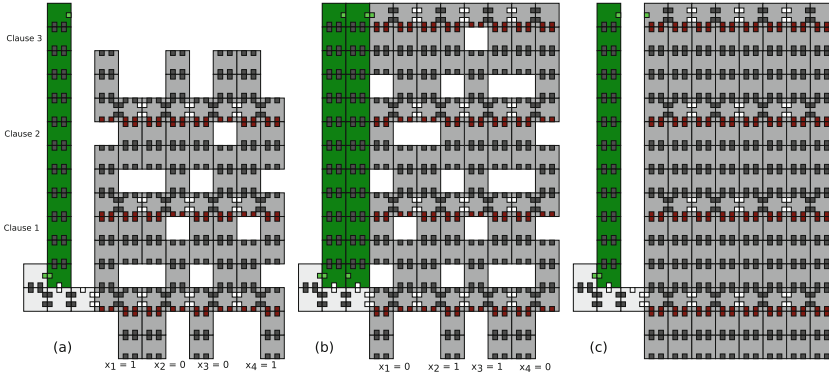 Clause 3
Clause 2
Clause 1
(a) (b) (c)
x₁ = 1 x₂ = 0 x₃ = 0 x₄ = 1 x₁ = 0 x₂ = 1 x₃ = 1 x₄ = 0